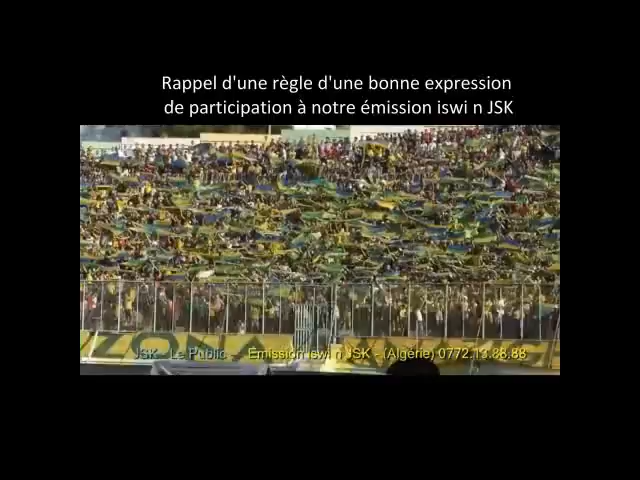 Rappel d'une règle d'une bonne expression
de participation à notre émission iswi n JSK
JSK - Le Public - Emission iswi n JSK - (Algérie) 0772.13.88.88
ZONA